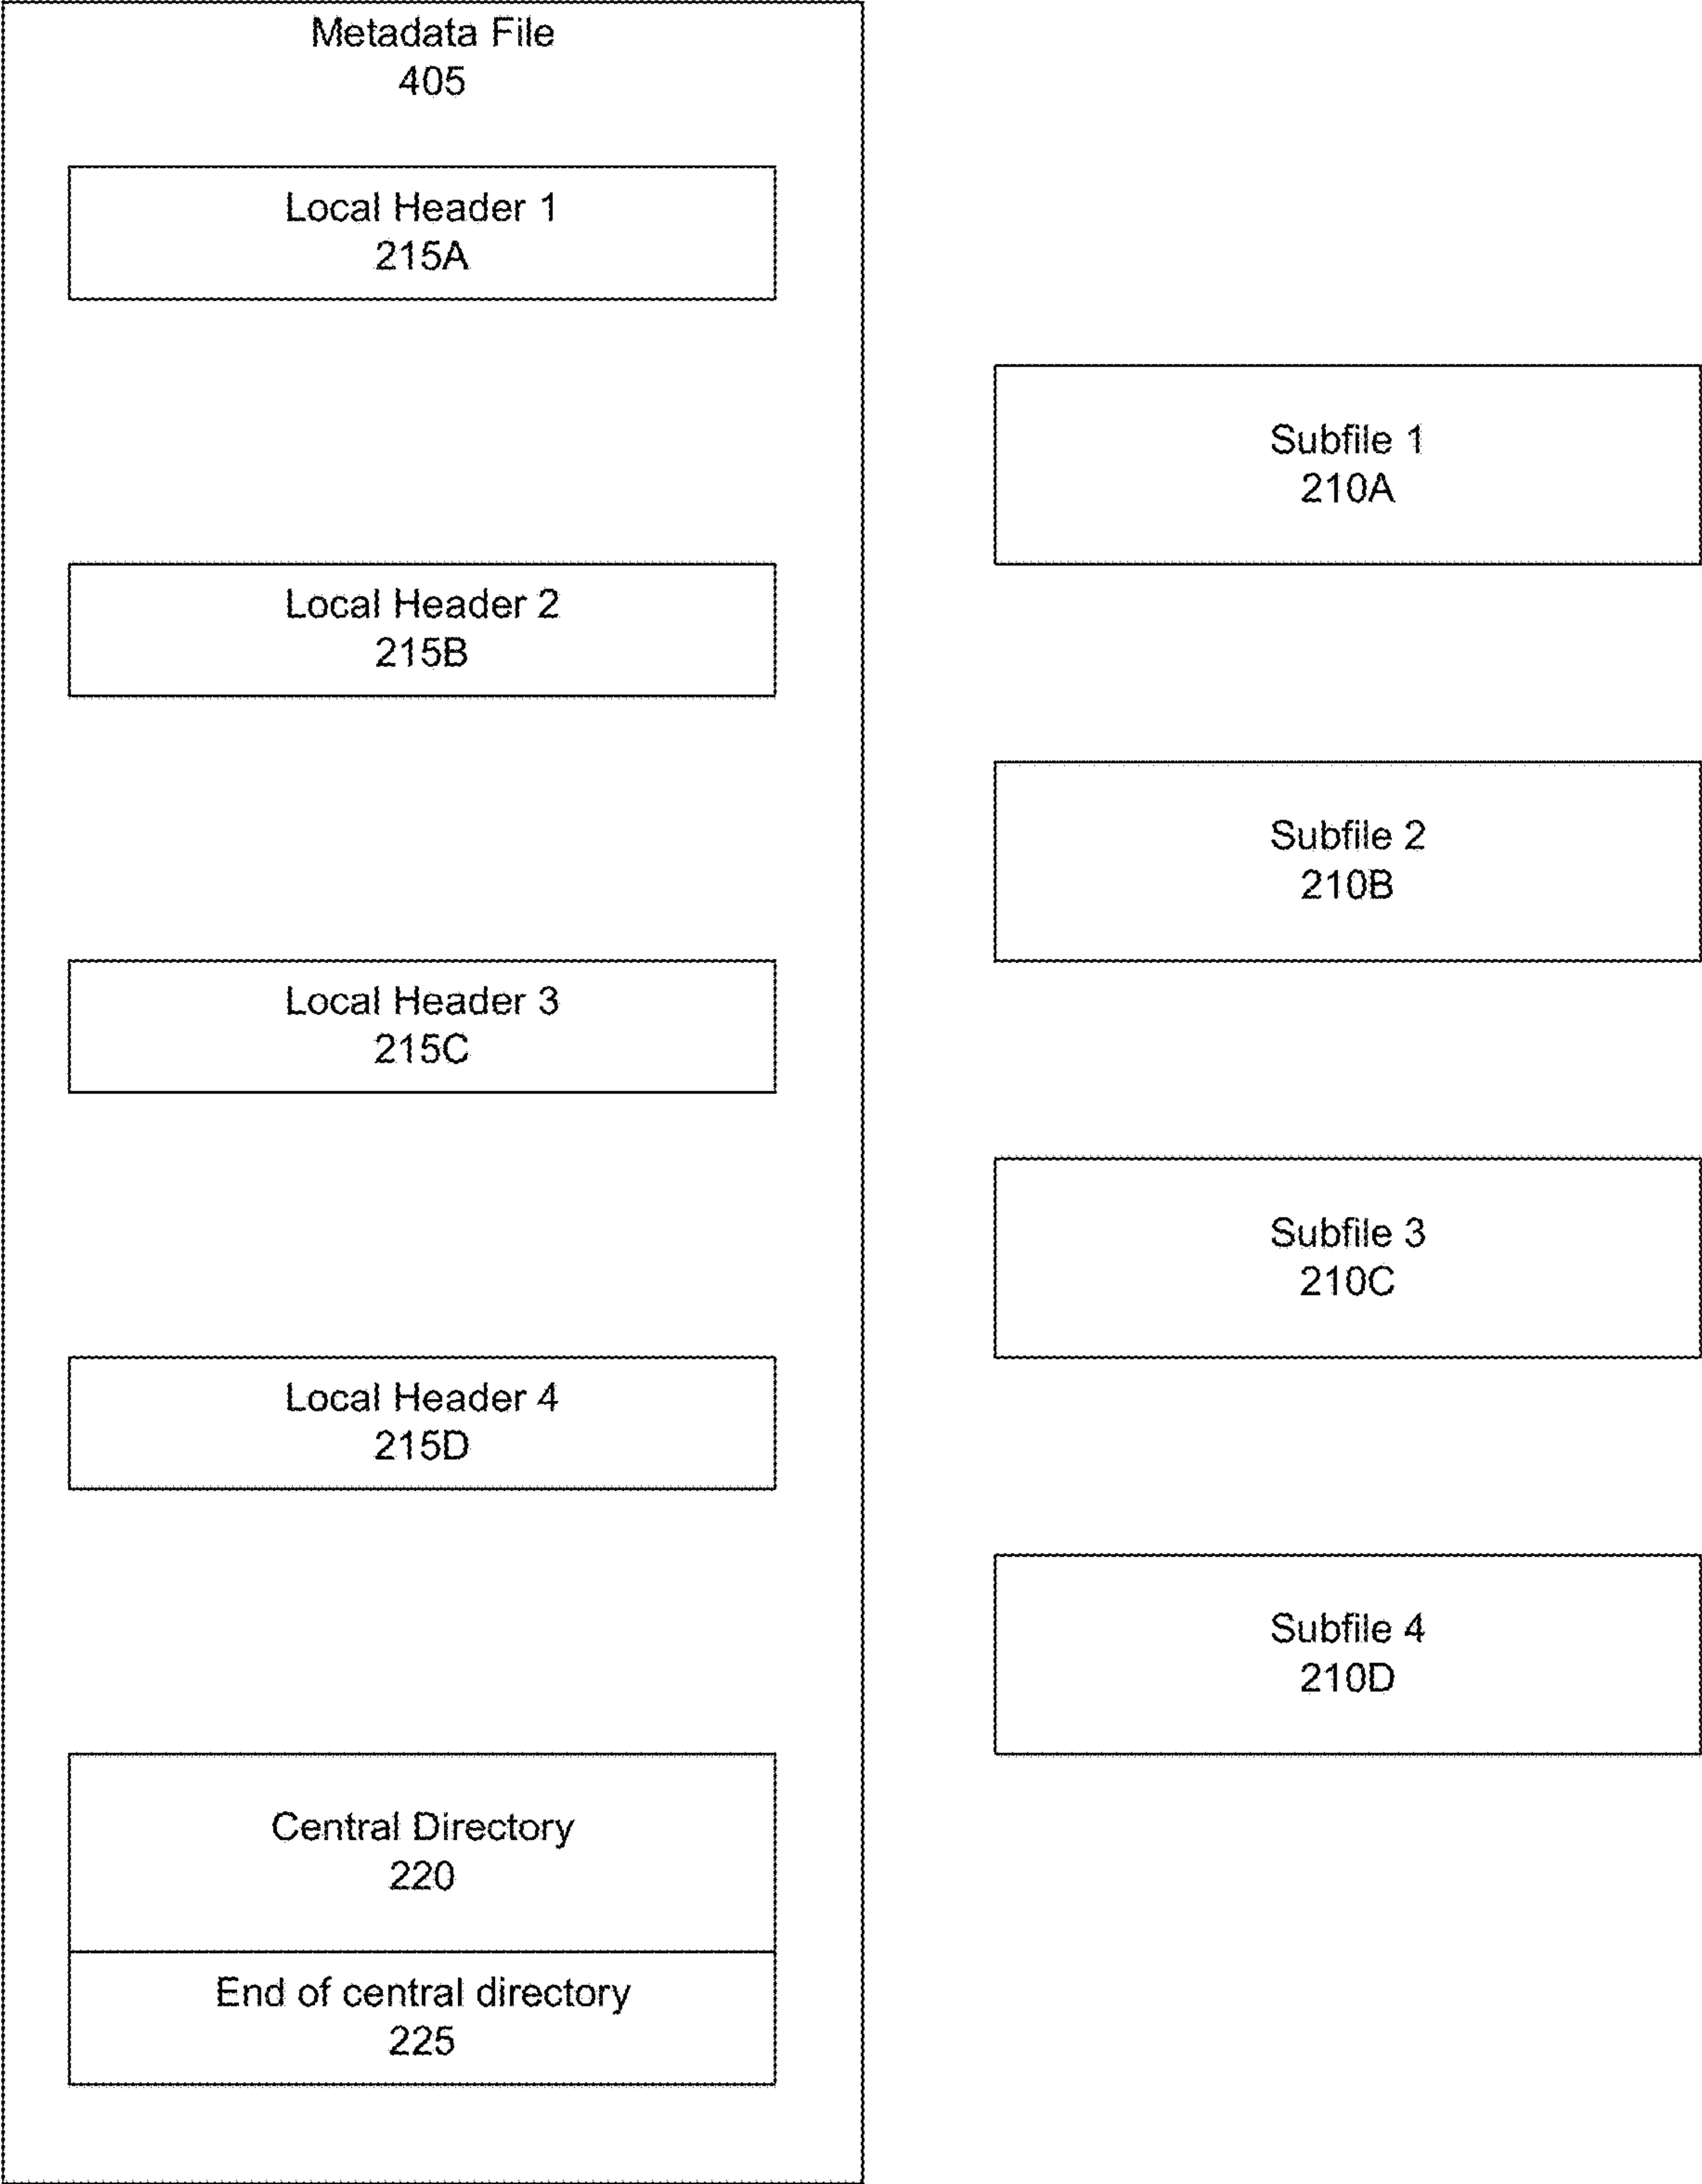 Metadata File
405
Local Header 1
215A
Subfile 1
210A
Local Header 2
215B
Subfile 2
210B
Local Header 3
215C
Subfile 3
210C
Local Header 4
215D
Subfile 4
210D
Central Directory
220
End of central directory
225